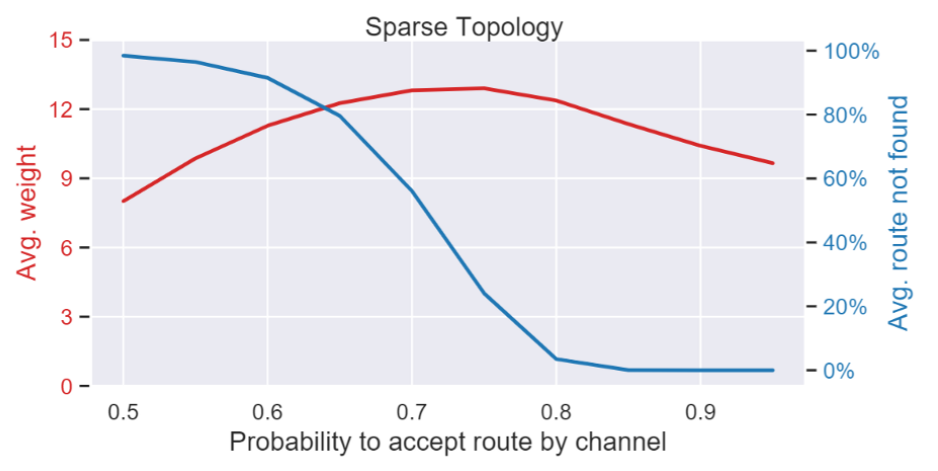 Sparse Topology
15
12
9
6
3
0
Avg. weight
100%
80%
60%
40%
20%
0%
Avg. route not found
0.5 0.6 0.7 0.8 0.9
Probability to accept route by channel